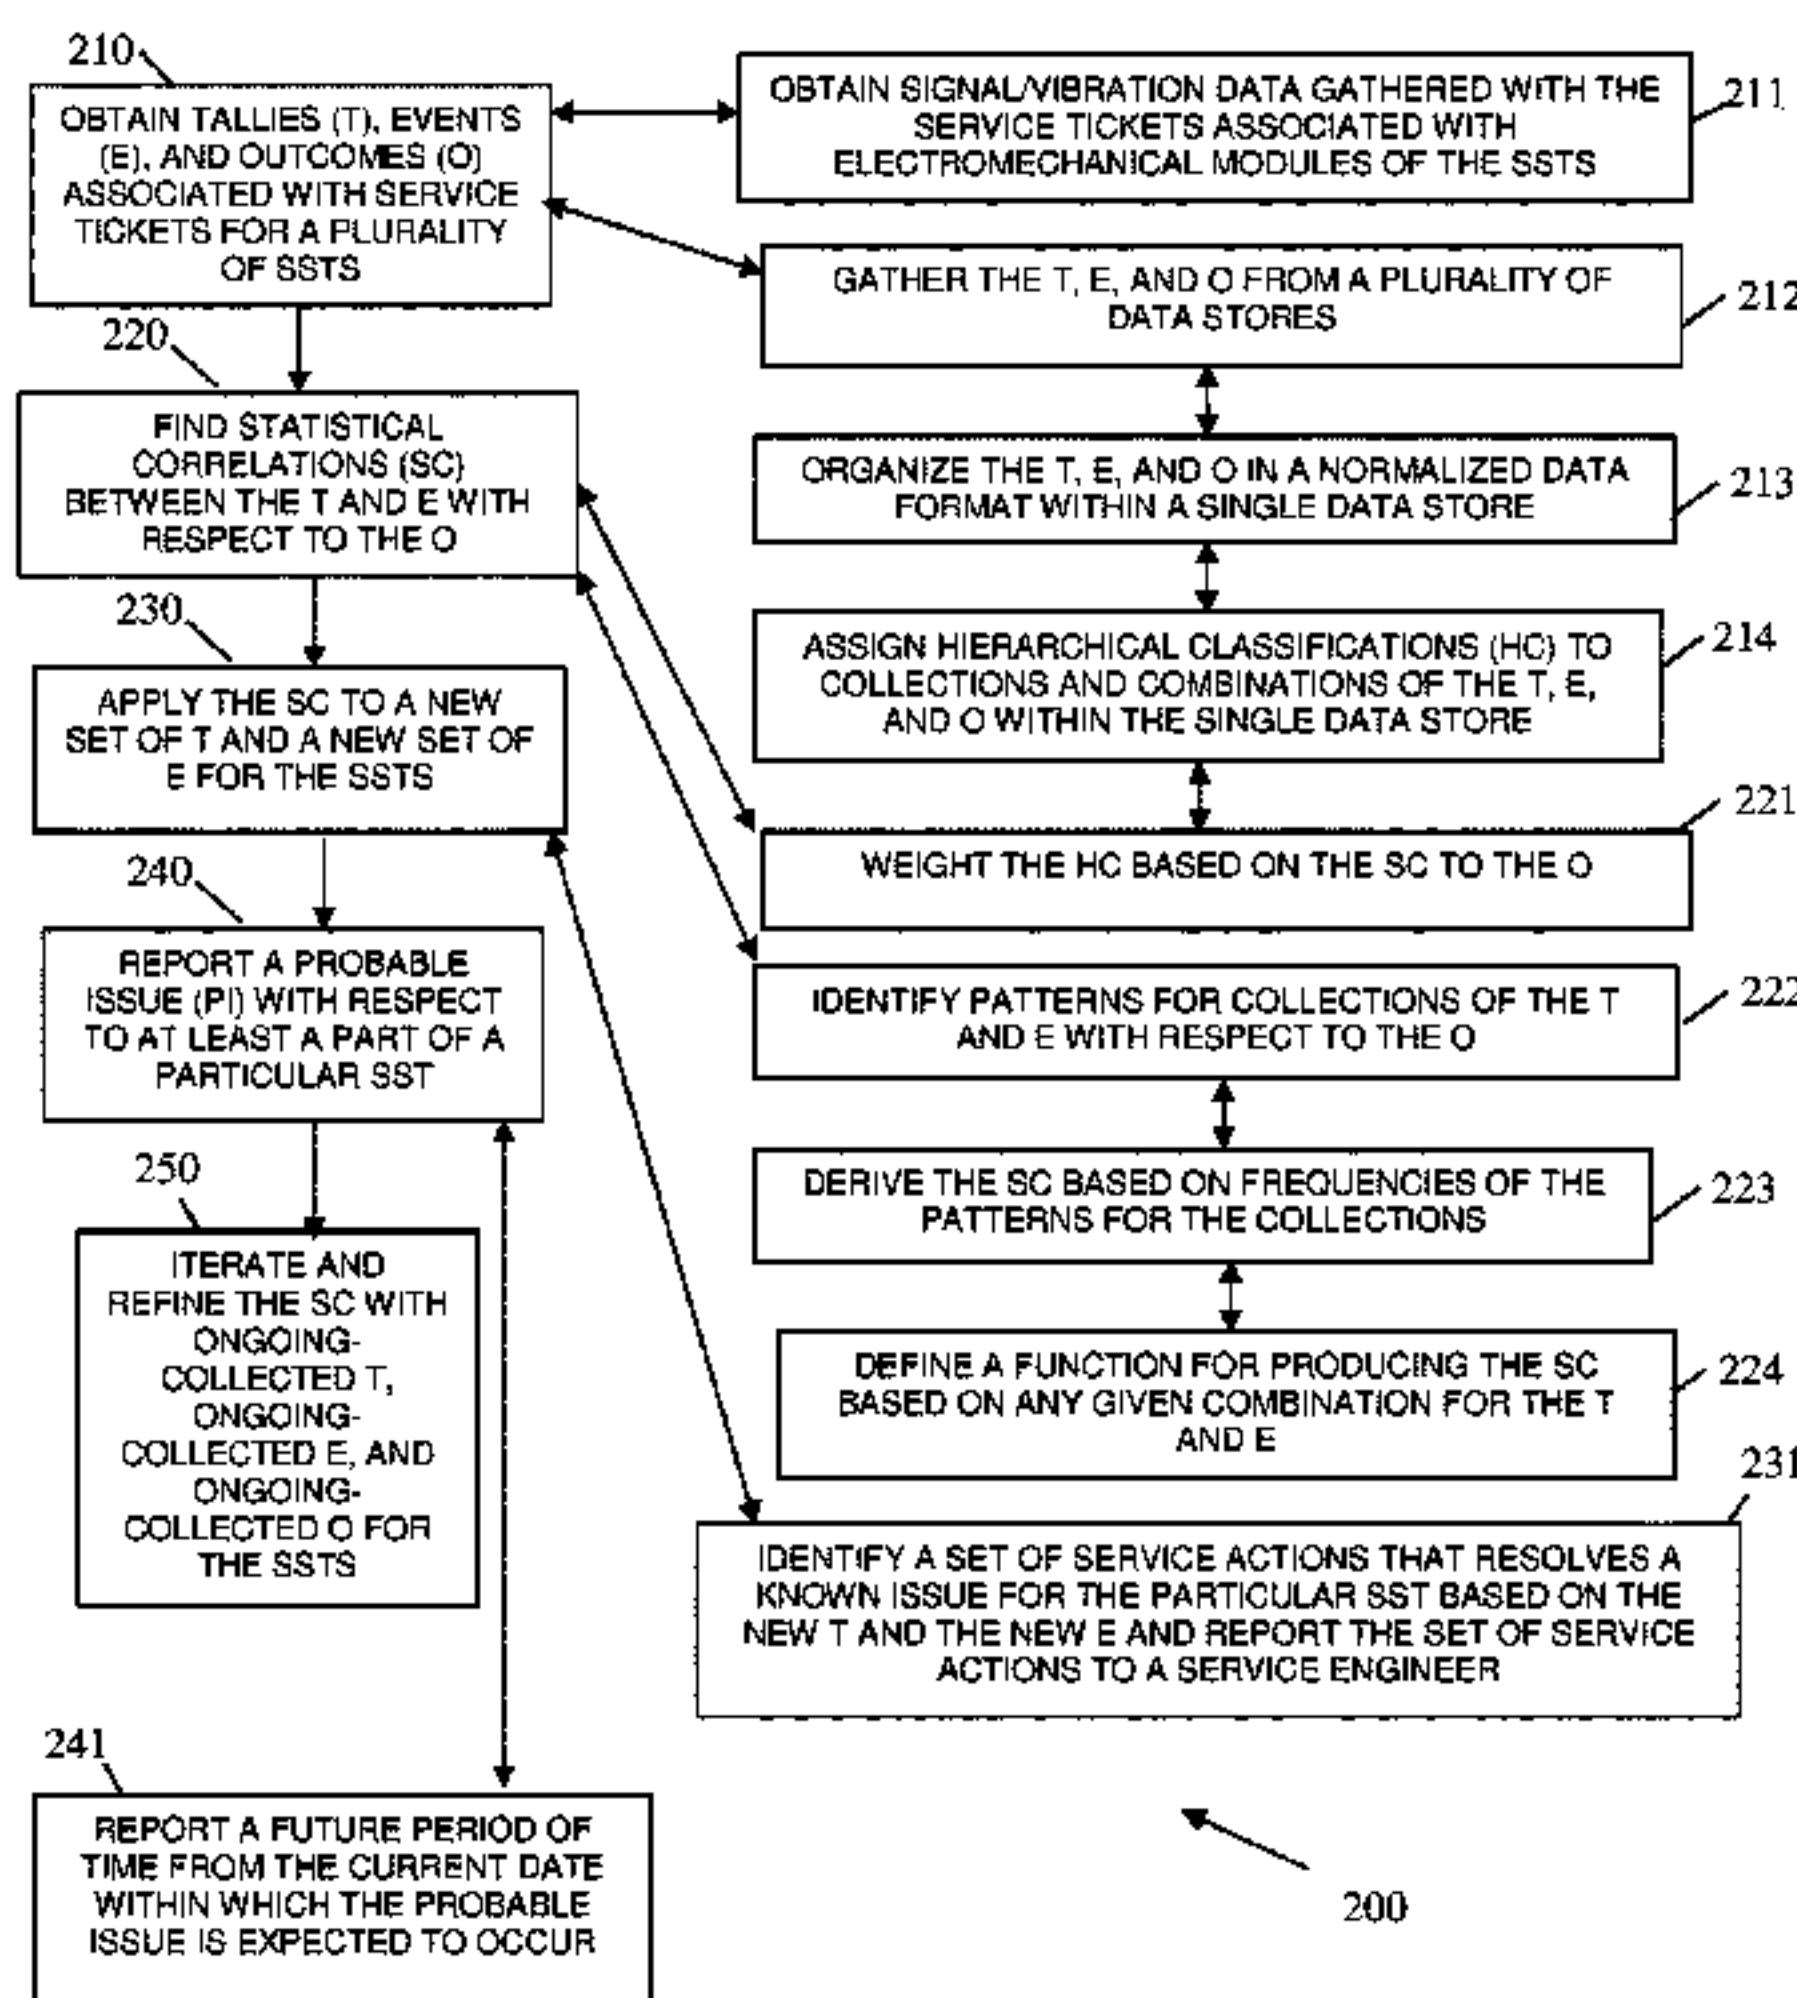 210
OBTAIN TALLIES (T), EVENTS
(E), AND OUTCOMES (O)
ASSOCIATED WITH SERVICE
TICKETS FOR A PLURALITY
OF SSTS
211
OBTAIN SIGNAL/VIBRATION DATA GATHERED WITH THE
SERVICE TICKETS ASSOCIATED WITH
ELECTROMECHANICAL MODULES OF THE SSTS
212
GATHER THE T, E, AND O FROM A PLURALITY OF
DATA STORES
220
FIND STATISTICAL
CORRELATIONS (SC)
BETWEEN THE T AND E WITH
RESPECT TO THE O
213
ORGANIZE THE T, E, AND O IN A NORMALIZED DATA
FORMAT WITHIN A SINGLE DATA STORE
214
ASSIGN HIERARCHICAL CLASSIFICATIONS (HC) TO
COLLECTIONS AND COMBINATIONS OF THE T, E,
AND O WITHIN THE SINGLE DATA STORE
230
APPLY THE SC TO A NEW
SET OF T AND A NEW SET OF
E FOR THE SSTS
221
WEIGHT THE HC BASED ON THE SC TO THE O
240
REPORT A PROBABLE
ISSUE (PI) WITH RESPECT
TO AT LEAST A PART OF A
PARTICULAR SST
222
IDENTIFY PATTERNS FOR COLLECTIONS OF THE T
AND E WITH RESPECT TO THE O
223
DERIVE THE SC BASED ON FREQUENCIES OF THE
PATTERNS FOR THE COLLECTIONS
250
ITERATE AND
REFINE THE SC WITH
ONGOING-
COLLECTED T,
ONGOING-
COLLECTED E, AND
ONGOING-
COLLECTED O FOR
THE SSTS
224
DEFINE A FUNCTION FOR PRODUCING THE SC
BASED ON ANY GIVEN COMBINATION FOR THE T
AND E
231
IDENTIFY A SET OF SERVICE ACTIONS THAT RESOLVES A
KNOWN ISSUE FOR THE PARTICULAR SST BASED ON THE
NEW T AND THE NEW E AND REPORT THE SET OF SERVICE
ACTIONS TO A SERVICE ENGINEER
241
REPORT A FUTURE PERIOD OF
TIME FROM THE CURRENT DATE
WITHIN WHICH THE PROBABLE
ISSUE IS EXPECTED TO OCCUR
200